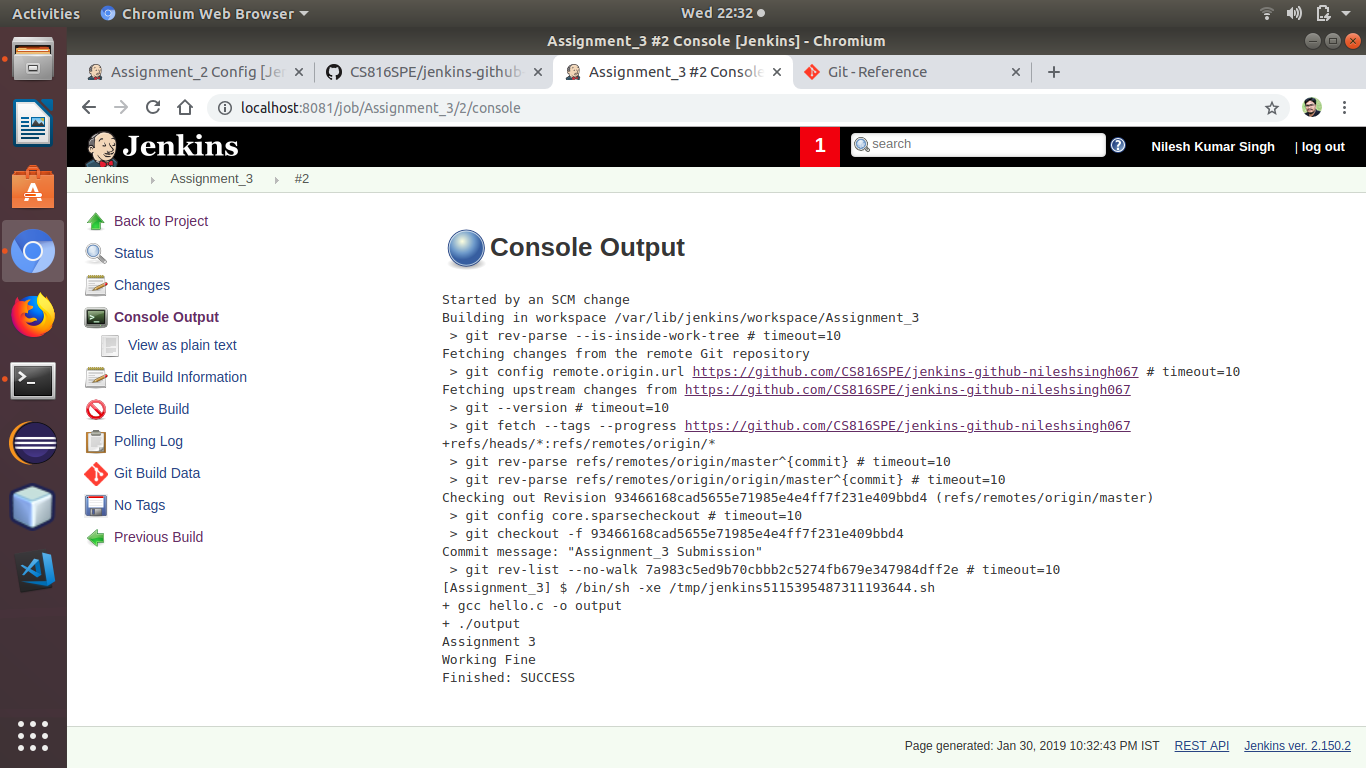 Activities
Chromium Web Browser
Wed 22:32
Assignment_3 #2 Console [Jenkins] - Chromium
Assignment_2 Config [Je
CS816SPE/jenkins-github-
Assignment_3 #2 Console
Git - Reference
localhost:8081/job/Assignment_3/2/console
Jenkins
1
search
Nilesh Kumar Singh
| log out
Jenkins
Assignment_3
#2
Back to Project
Status
Changes
Console Output
View as plain text
Edit Build Information
Delete Build
Polling Log
Git Build Data
No Tags
Previous Build
Console Output
Started by an SCM change
Building in workspace /var/lib/jenkins/workspace/Assignment_3
 > git rev-parse --is-inside-work-tree # timeout=10
Fetching changes from the remote Git repository
 > git config remote.origin.url https://github.com/CS816SPE/jenkins-github-nileshsingh067 # timeout=10
Fetching upstream changes from https://github.com/CS816SPE/jenkins-github-nileshsingh067
 > git --version # timeout=10
 > git fetch --tags --progress https://github.com/CS816SPE/jenkins-github-nileshsingh067
+refs/heads/*:refs/remotes/origin/*
 > git rev-parse refs/remotes/origin/master^{commit} # timeout=10
 > git rev-parse refs/remotes/origin/origin/master^{commit} # timeout=10
Checking out Revision 93466168cad5655e71985e4e4ff7f231e409bbd4 (refs/remotes/origin/master)
 > git config core.sparsecheckout # timeout=10
 > git checkout -f 93466168cad5655e71985e4e4ff7f231e409bbd4
Commit message: "Assignment_3 Submission"
 > git rev-list --no-walk 7a983c5ed9b70cbbb2c5274fb679e347984dff2e # timeout=10
[Assignment_3] $ /bin/sh -xe /tmp/jenkins5115395487311193644.sh
+ gcc hello.c -o output
+ ./output
Assignment 3
Working Fine
Finished: SUCCESS
Page generated: Jan 30, 2019 10:32:43 PM IST
REST API
Jenkins ver. 2.150.2